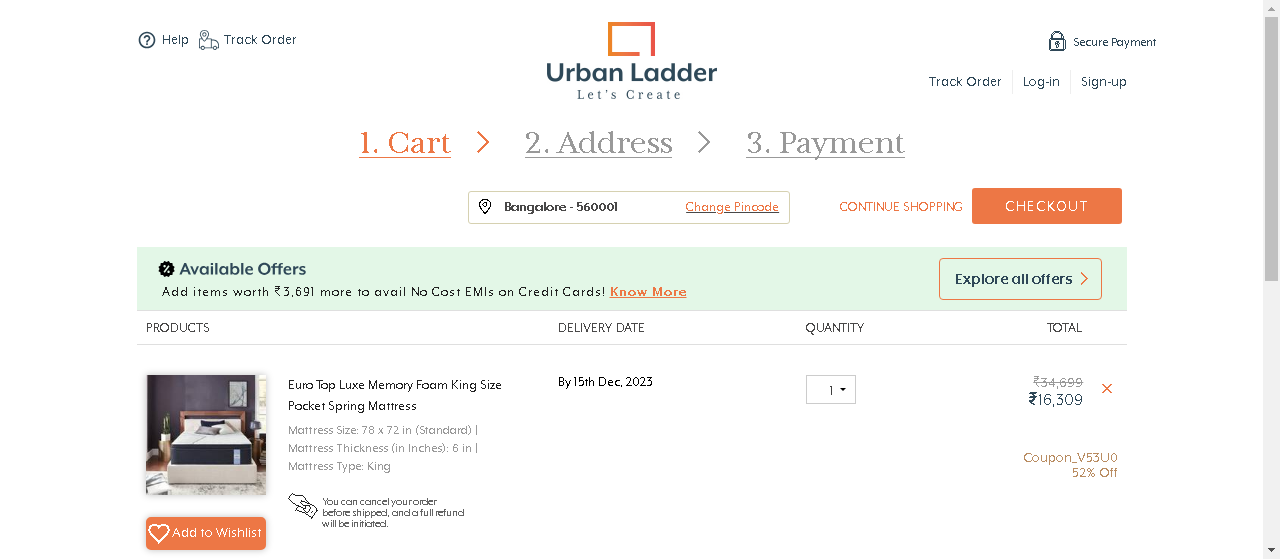 Help
Track Order
Urban Ladder
Let's Create
Secure Payment
Track Order
Log-in
Sign-up
1. Cart
2. Address
3. Payment
Bangalore - 560001
Change Pincode
CONTINUE SHOPPING
CHECKOUT
Available Offers
Add items worth ₹3,691 more to avail No Cost EMIs on Credit Cards! Know More
Explore all offers
PRODUCTS
DELIVERY DATE
QUANTITY
TOTAL
Euro Top Luxe Memory Foam King Size
Pocket Spring Mattress
Mattress Size: 78 x 72 in (Standard) |
Mattress Thickness (in Inches): 6 in |
Mattress Type: King
You can cancel your order
before shipped, and a full refund
will be initiated.
By 15th Dec, 2023
1
₹34,699
₹16,309
Coupon_V53U0
52% Off
Add to Wishlist